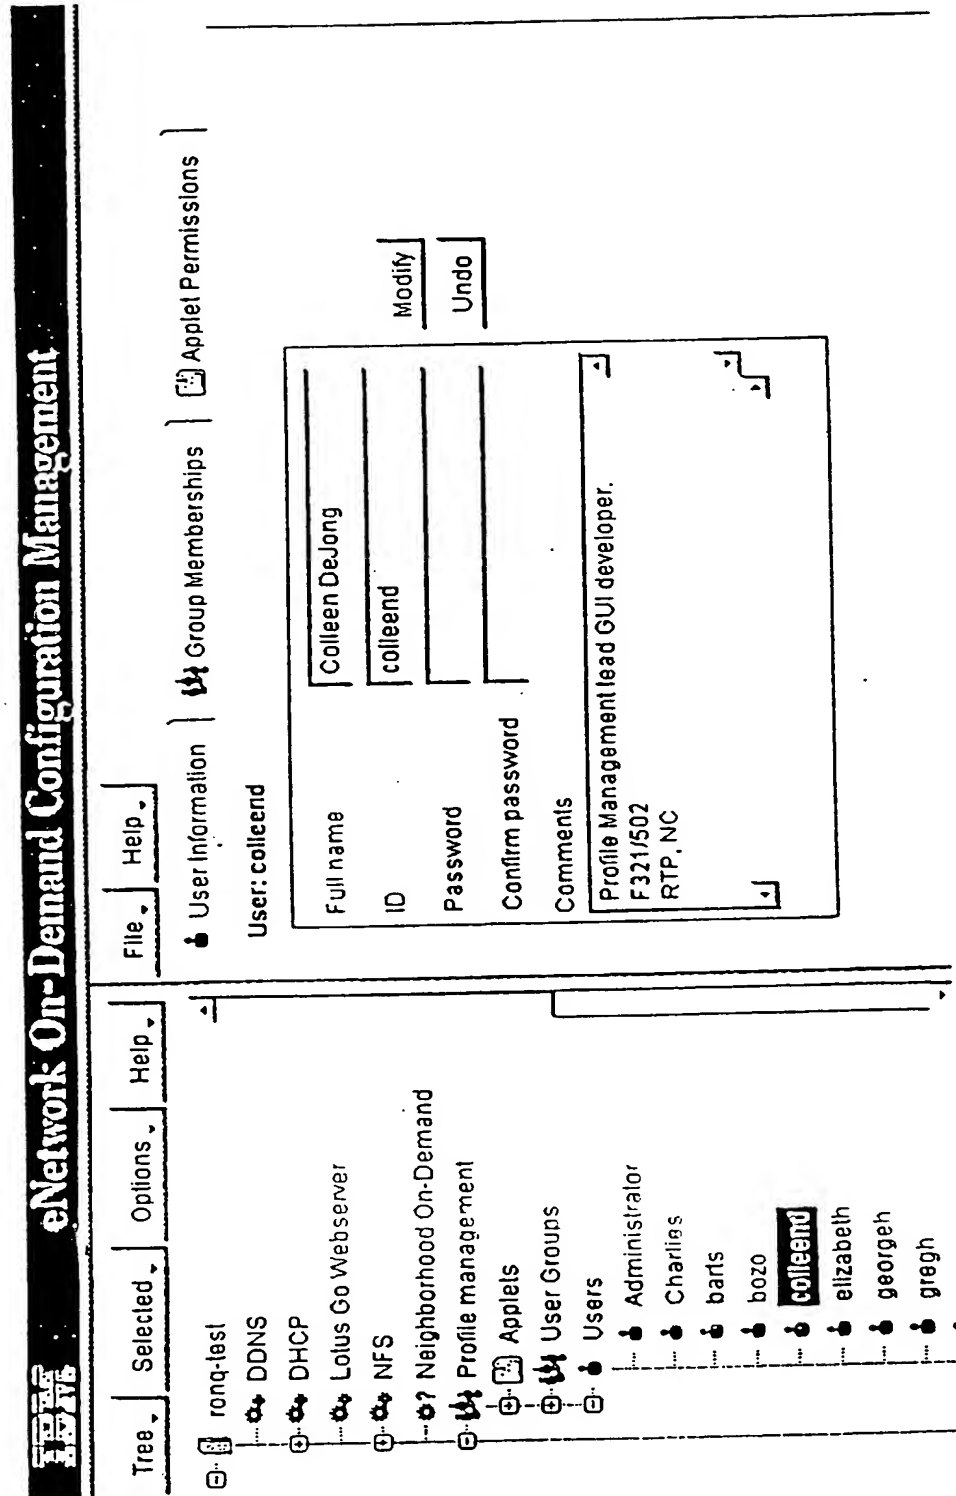 IBM eNetwork On-Demand Configuration Management
Tree Selected Options Help
ronq-test
DDNS
DHCP
Lotus Go Webserver
NFS
Neighborhood On-Demand
Profile management
Applets
User Groups
Users
Administrator
Charlies
barts
bozo
colleend
elizabeth
georgeh
gregh
File Help
User Information Group Memberships Applet Permissions
User: colleend
Full name Colleen DeJong
ID colleend
Password
Confirm password
Comments
Profile Management lead GUI developer.
F321/502
RTP, NC
Modify
Undo